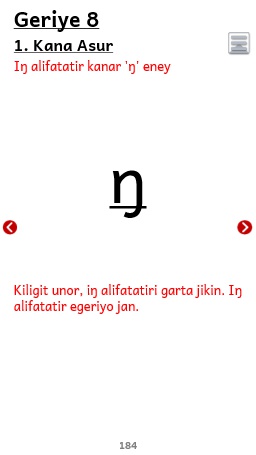 Geriye 8
1. Kana Asur
Iŋ alifatatir kanar ‘ŋ’ eney
ŋ
Kiligit unor, iŋ alifatatiri garta jikin. Iŋ
alifatatir egeriyo jan.
184